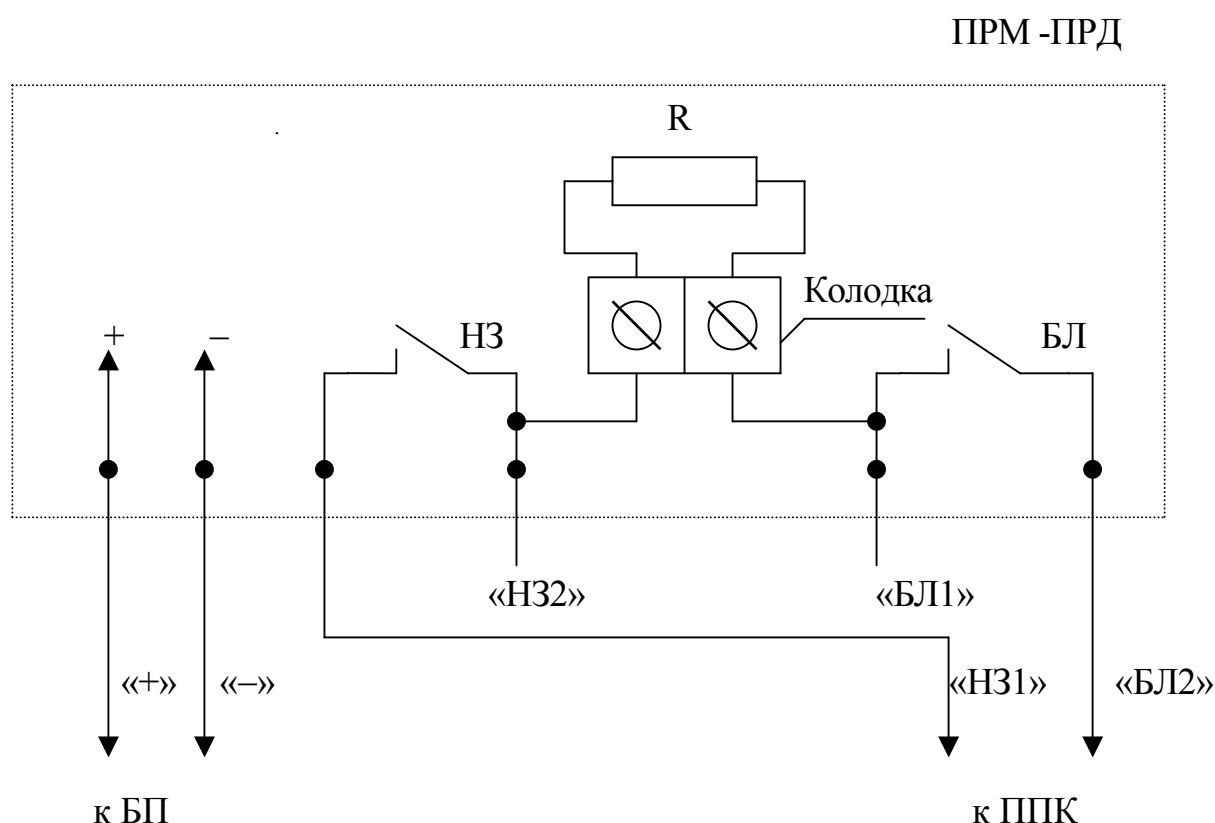 ПРМ -ПРД
R
Колодка
+
–
НЗ
БЛ
«НЗ2»
«БЛ1»
«+»
«–»
«НЗ1»
«БЛ2»
к БП
к ППК